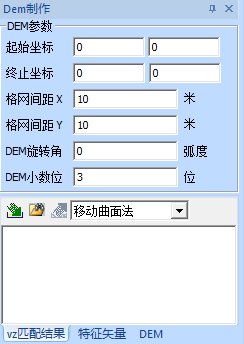 Dem制作
DEM参数
起始坐标 0 0
终止坐标 0 0
格网间距X 10 米
格网间距Y 10 米
DEM旋转角 0 弧度
DEM小数位 3 位
移动曲面法
vz匹配结果 特征矢量 DEM